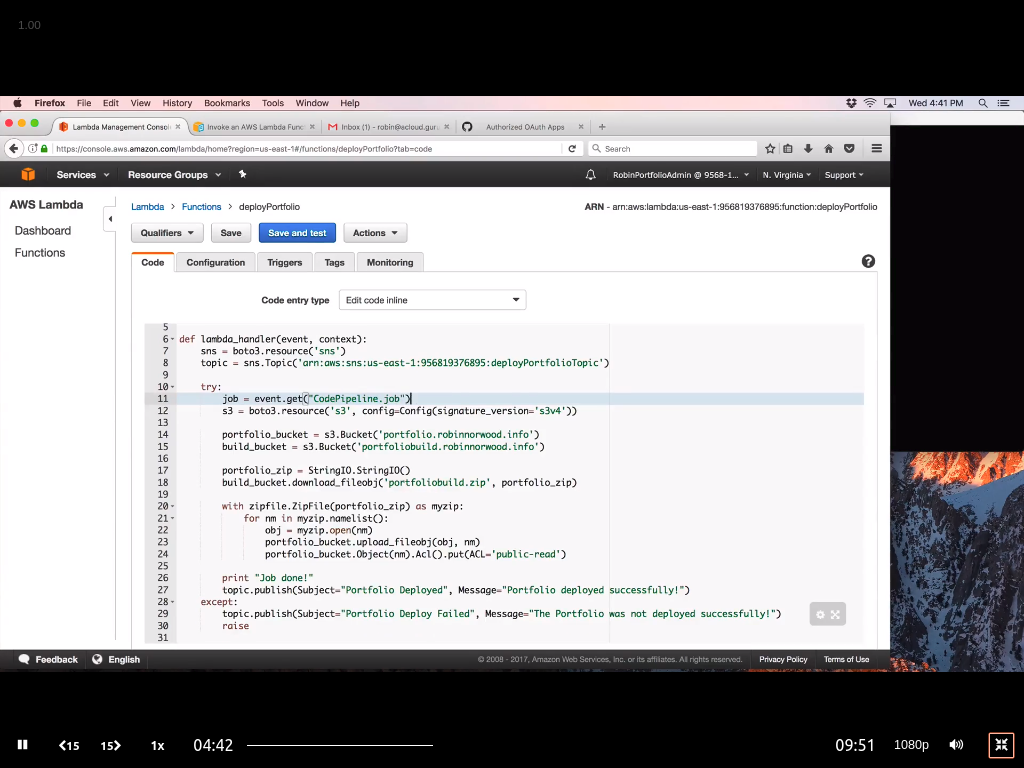 1.00
Firefox File Edit View History Bookmarks Tools Window Help Wed 4:41 PM
Lambda Management Consol × Invoke an AWS Lambda Func × Inbox (1) - robin@acloud.gur × Authorized OAuth Apps × +
https://console.aws.amazon.com/lambda/home?region=us-east-1#/functions/deployPortfolio?tab=code Search
Services Resource Groups RobinPortfolioAdmin @ 9568-1... N. Virginia Support
AWS Lambda
Dashboard
Functions
Lambda > Functions > deployPortfolio ARN - arn:aws:lambda:us-east-1:956819376895:function:deployPortfolio
Qualifiers Save Save and test Actions
Code Configuration Triggers Tags Monitoring ?
Code entry type Edit code inline
5
6 def lambda_handler(event, context):
7 sns = boto3.resource('sns')
8 topic = sns.Topic('arn:aws:sns:us-east-1:956819376895:deployPortfolioTopic')
9
10 try:
11 job = event.get("CodePipeline.job")
12 s3 = boto3.resource('s3', config=Config(signature_version='s3v4'))
13
14 portfolio_bucket = s3.Bucket('portfolio.robinnorwood.info')
15 build_bucket = s3.Bucket('portfoliobuild.robinnorwood.info')
16
17 portfolio_zip = StringIO.StringIO()
18 build_bucket.download_fileobj('portfoliobuild.zip', portfolio_zip)
19
20 with zipfile.ZipFile(portfolio_zip) as myzip:
21 for nm in myzip.namelist():
22 obj = myzip.open(nm)
23 portfolio_bucket.upload_fileobj(obj, nm)
24 portfolio_bucket.Object(nm).Acl().put(ACL='public-read')
25
26 print "Job done!"
27 topic.publish(Subject="Portfolio Deployed", Message="Portfolio deployed successfully!")
28 except:
29 topic.publish(Subject="Portfolio Deploy Failed", Message="The Portfolio was not deployed successfully!")
30 raise
31
Feedback English © 2008 - 2017, Amazon Web Services, Inc. or its affiliates. All rights reserved. Privacy Policy Terms of Use
15 15 1x 04:42 09:51 1080p